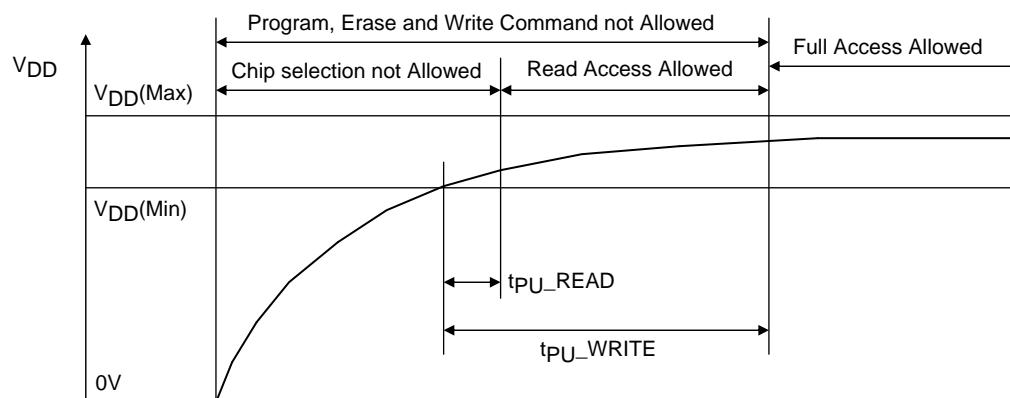 Program, Erase and Write Command not Allowed
Full Access Allowed
VDD
Chip selection not Allowed
Read Access Allowed
VDD(Max)
VDD(Min)
tPU_READ
tPU_WRITE
0V